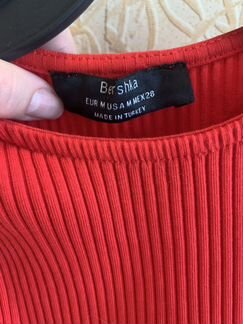 Bershka
EUR M USA M MEX 28
MADE IN TURKEY